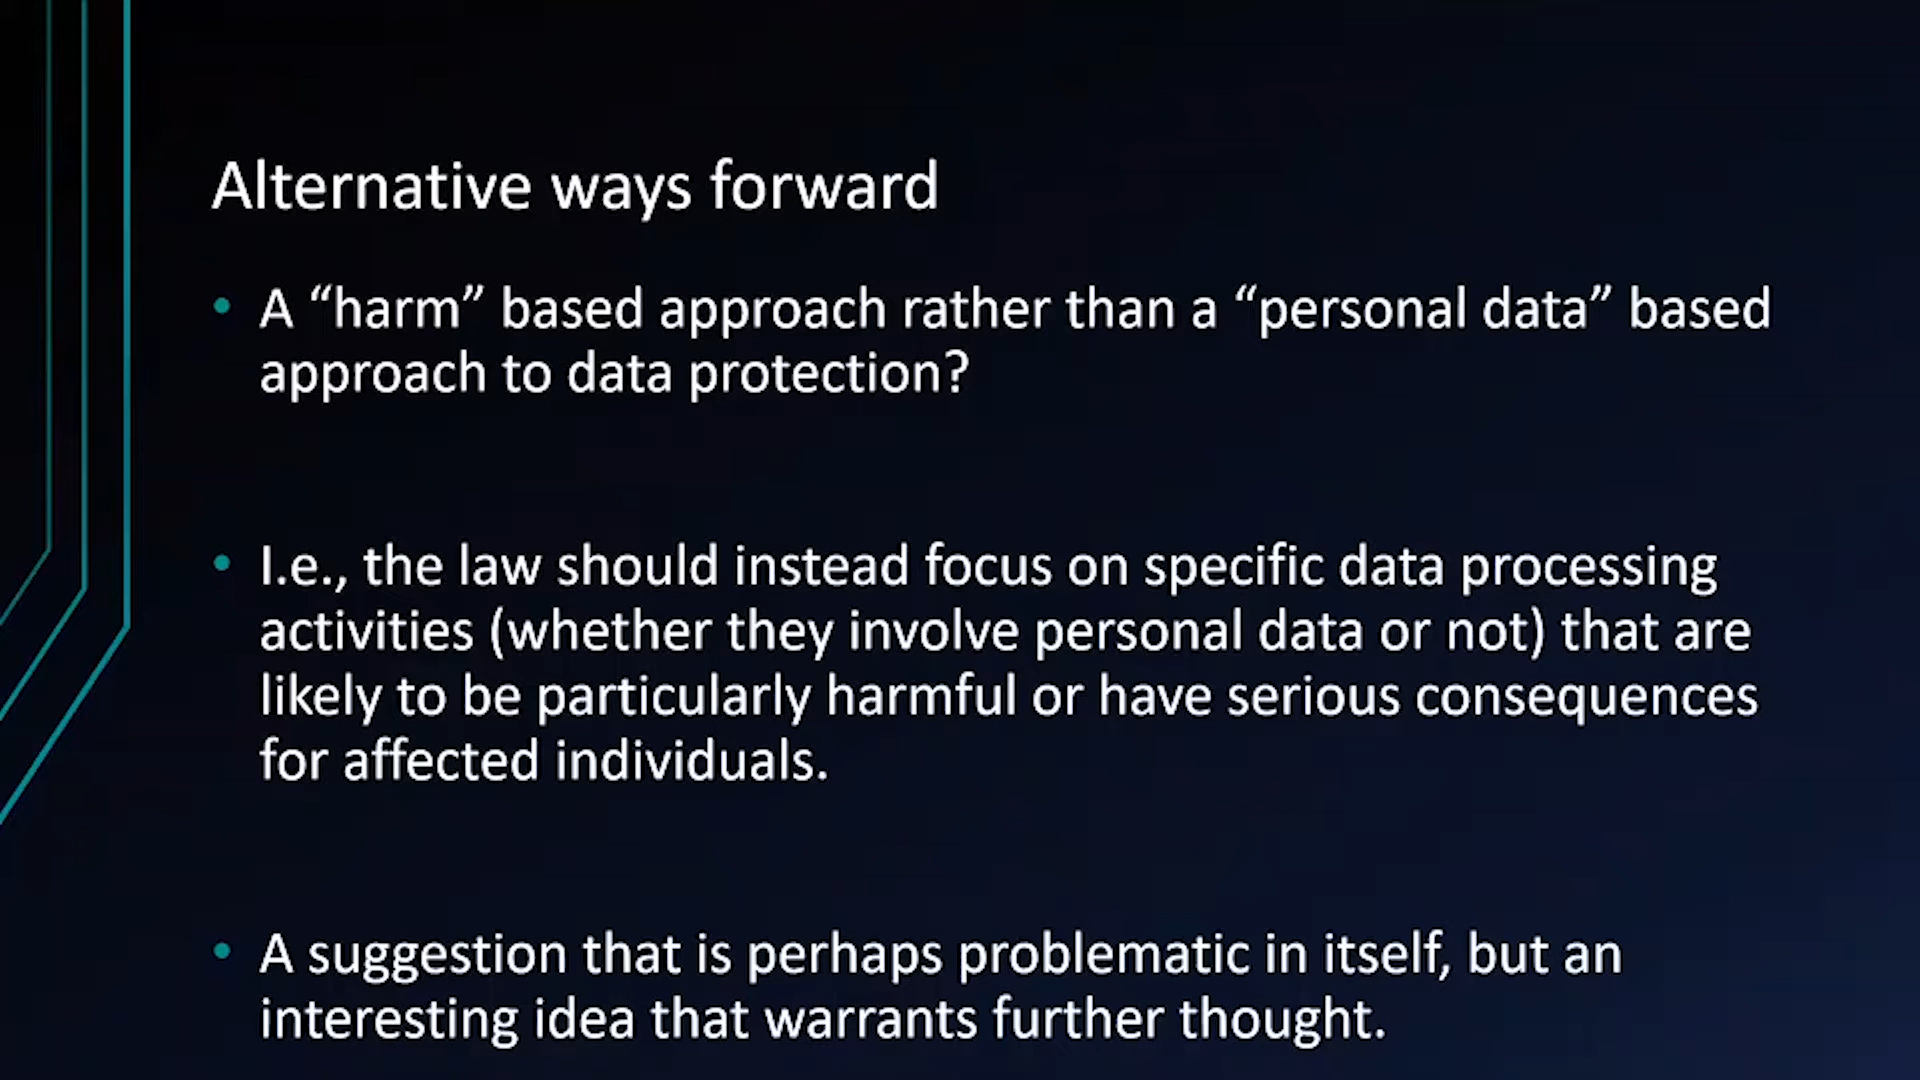 Alternative ways forward
• A “harm” based approach rather than a “personal data” based
approach to data protection?
• I.e., the law should instead focus on specific data processing
activities (whether they involve personal data or not) that are
likely to be particularly harmful or have serious consequences
for affected individuals.
• A suggestion that is perhaps problematic in itself, but an
interesting idea that warrants further thought.